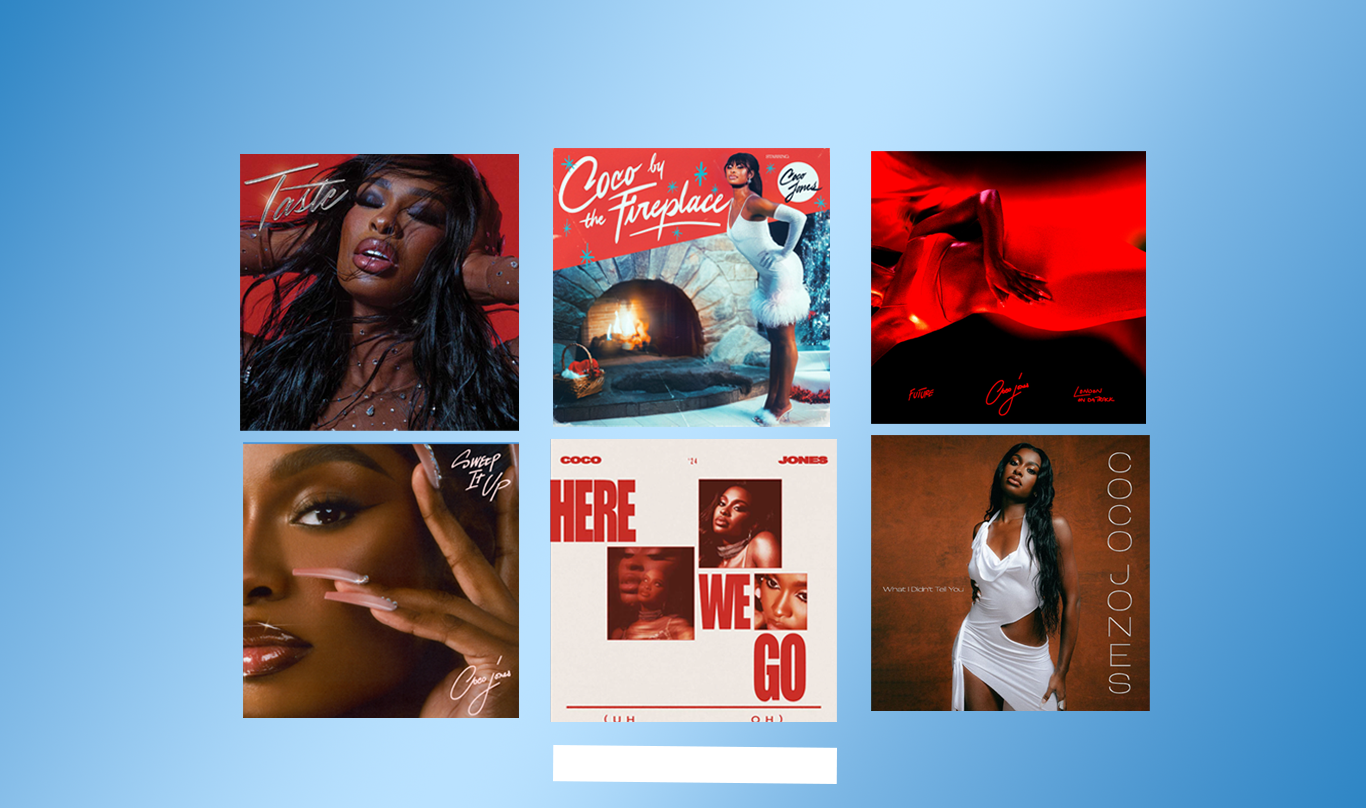 Taste
Coco by
the Fireplace
STARRING
Coco
Jones
FUTURE
Coco Jones
LONDON
ON DA TRACK
SWEEP
IT UP
Coco Jones
COCO
'24
JONES
HERE
WE
GO
(UH
OH)
What I Didn't Tell You
COCO JONES